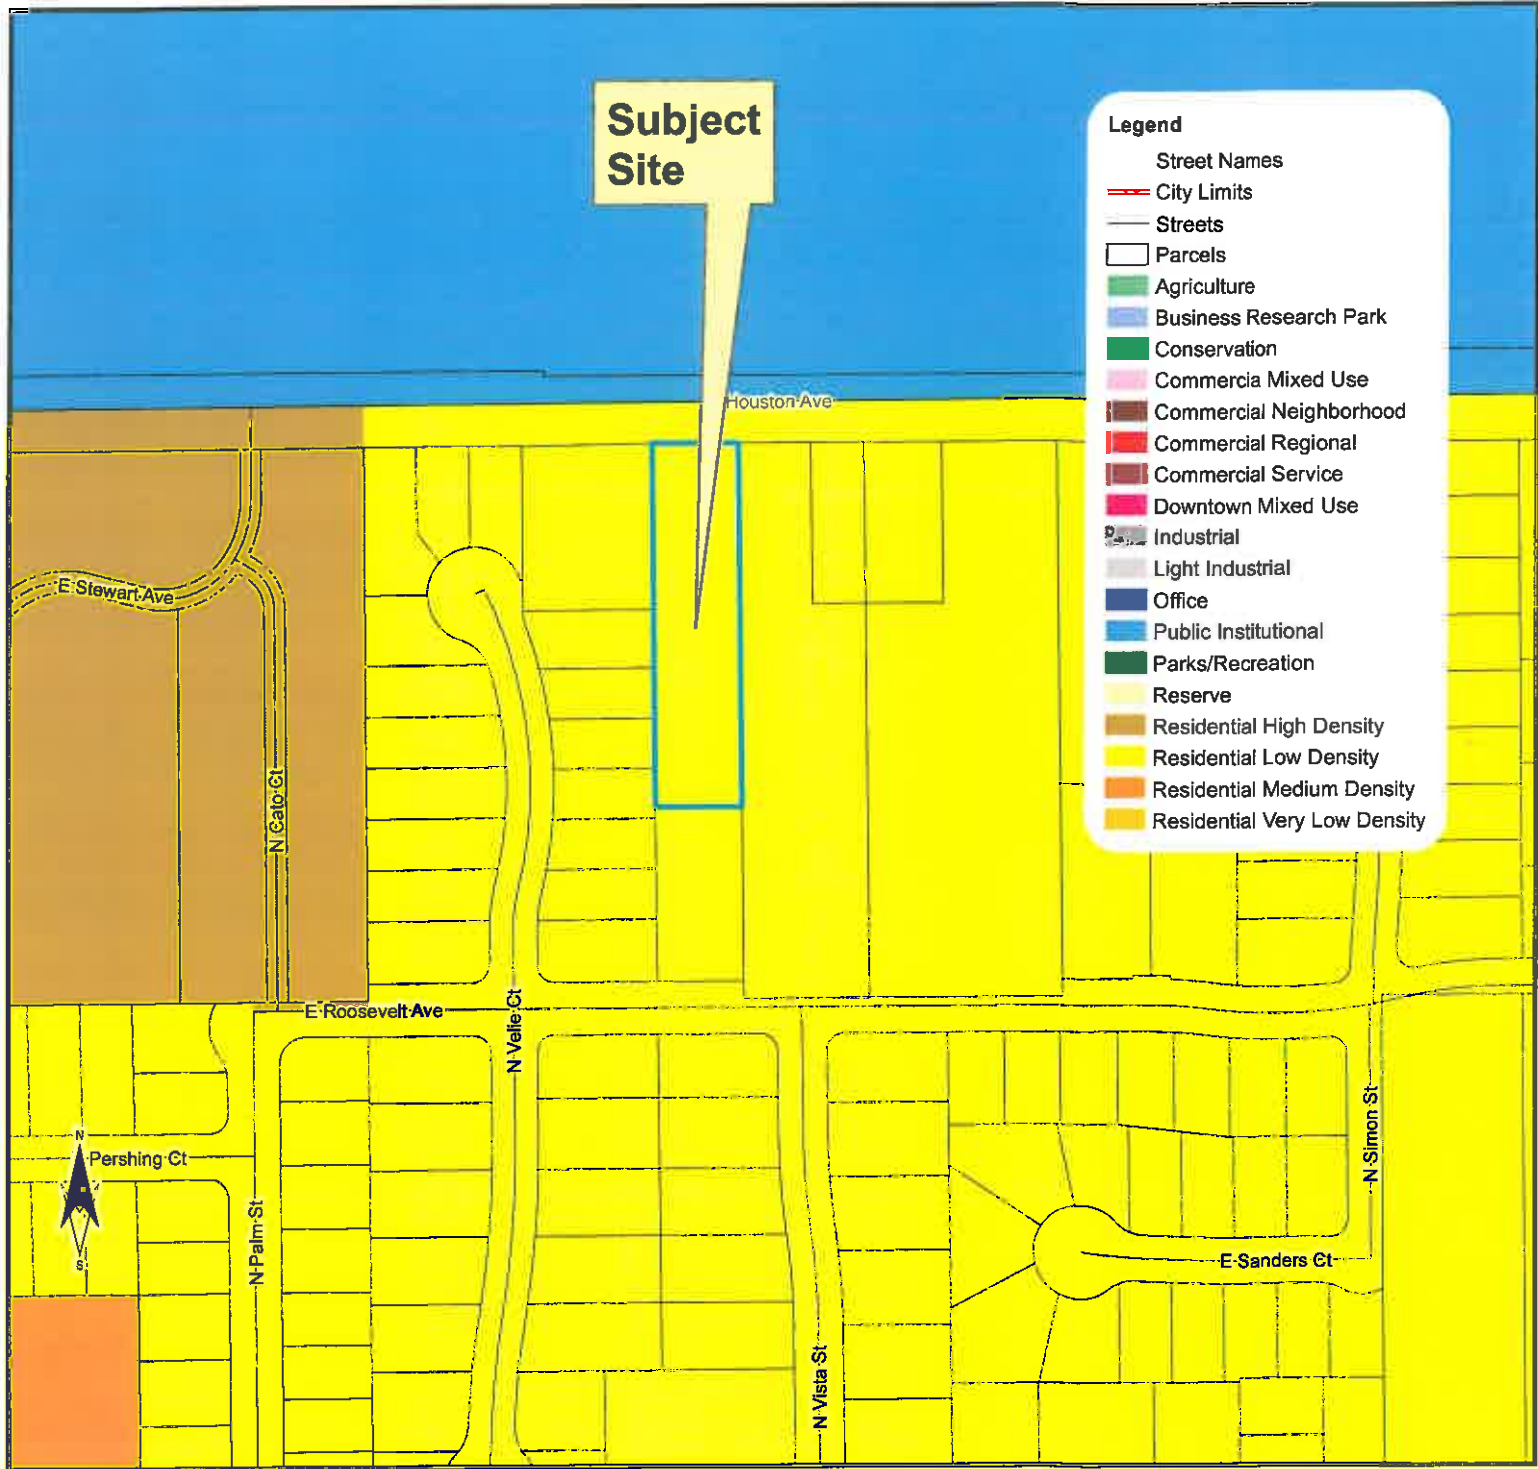 Subject
Site
Legend
Street Names
City Limits
Streets
Parcels
Agriculture
Business Research Park
Conservation
Commercia Mixed Use
Commercial Neighborhood
Commercial Regional
Commercial Service
Downtown Mixed Use
Industrial
Light Industrial
Office
Public Institutional
Parks/Recreation
Reserve
Residential High Density
Residential Low Density
Residential Medium Density
Residential Very Low Density
Houston Ave
E Stewart Ave
N Cato Ct
E Roosevelt Ave
N Velie Ct
N
Pershing Ct
S
N Palm St
N Simon St
E Sanders Ct
N Vista St